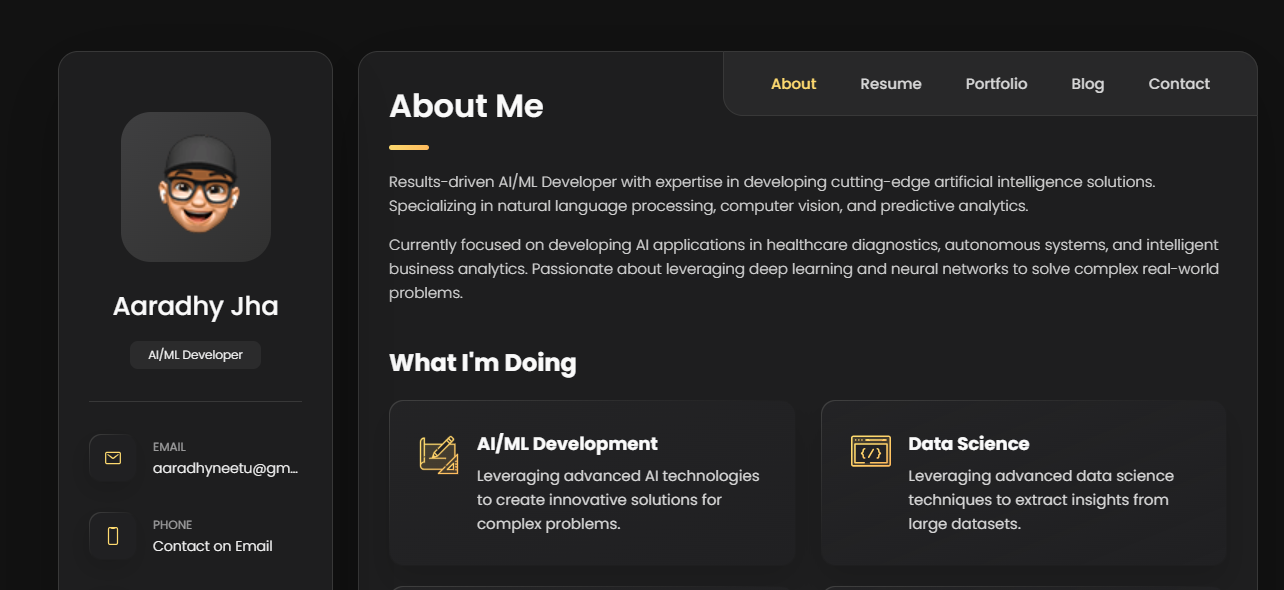 About
Resume
Portfolio
Blog
Contact
Aaradhy Jha
AI/ML Developer
EMAIL
aaradhyneetu@gm...
PHONE
Contact on Email
About Me
Results-driven AI/ML Developer with expertise in developing cutting-edge artificial intelligence solutions.
Specializing in natural language processing, computer vision, and predictive analytics.
Currently focused on developing AI applications in healthcare diagnostics, autonomous systems, and intelligent
business analytics. Passionate about leveraging deep learning and neural networks to solve complex real-world
problems.
What I'm Doing
AI/ML Development
Leveraging advanced AI technologies
to create innovative solutions for
complex problems.
Data Science
Leveraging advanced data science
techniques to extract insights from
large datasets.